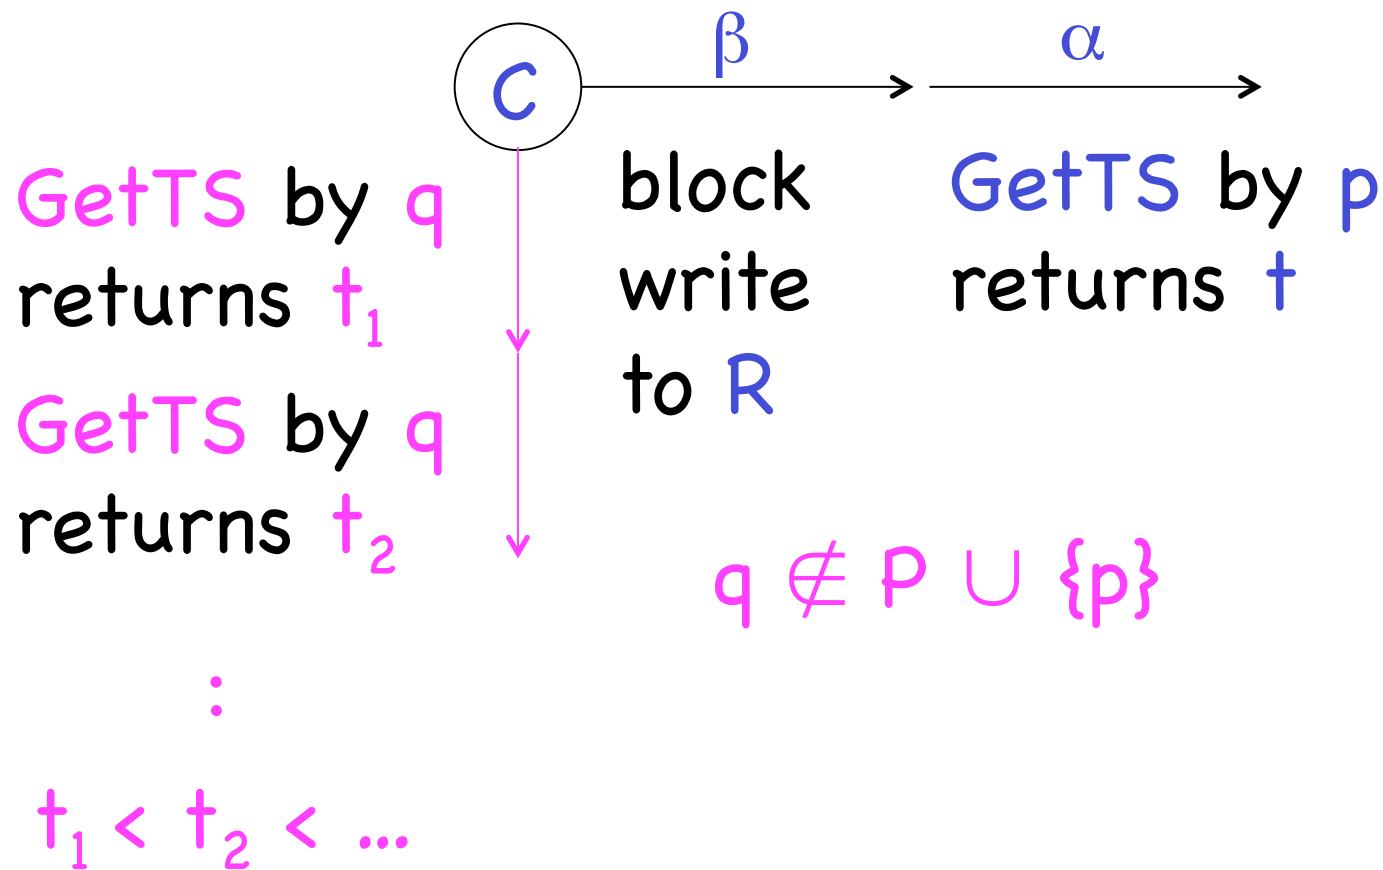 C
β
α
GetTS by q
returns t₁
GetTS by q
returns t₂
:
t₁ < t₂ < ...
block
write
to R
GetTS by p
returns t
q ∉ P ∪ {p}